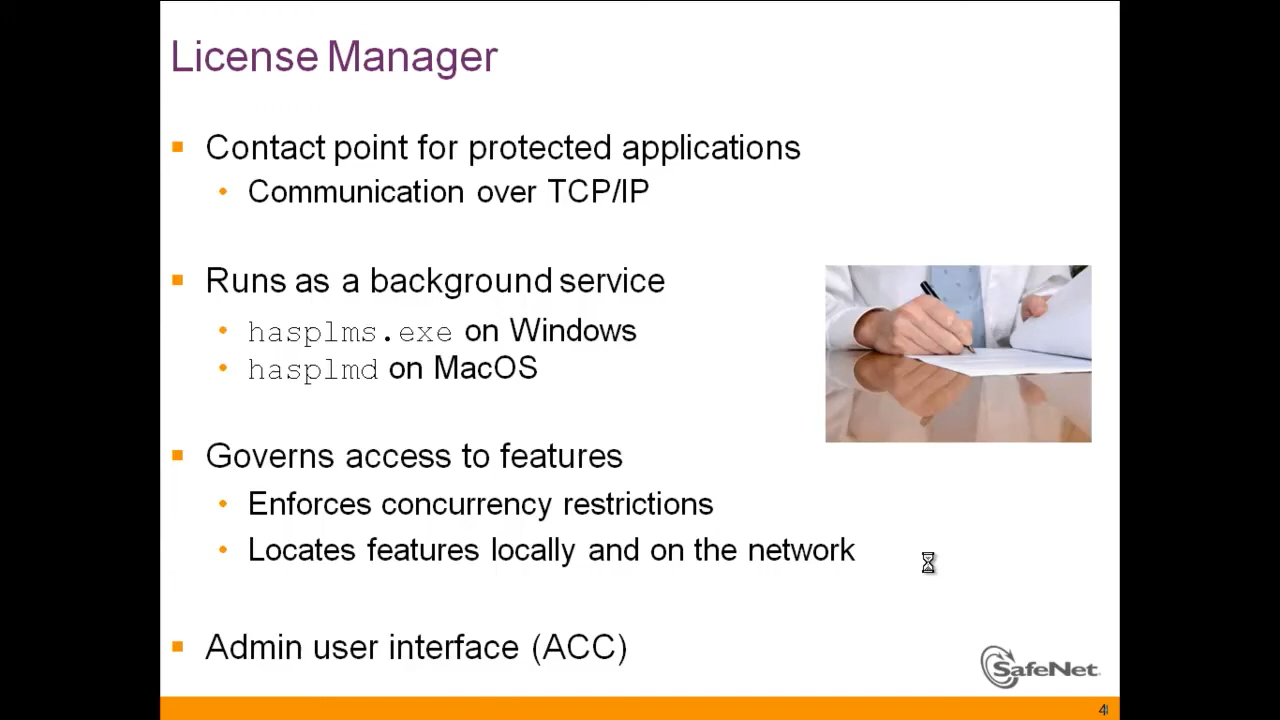 License Manager
Contact point for protected applications
Communication over TCP/IP
Runs as a background service
hasplms.exe on Windows
hasplmd on MacOS
Governs access to features
Enforces concurrency restrictions
Locates features locally and on the network
Admin user interface (ACC)
SafeNet